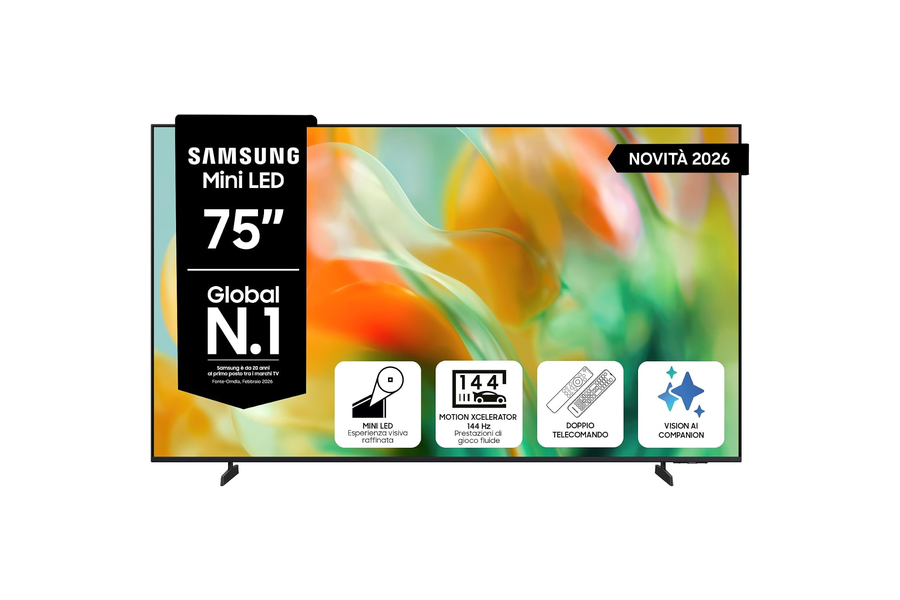 SAMSUNG
Mini LED
75”
Global
N.1
Samsung è da 20 anni
al primo posto tra i marchi TV
Fonte-Omdia, Febbraio 2026
NOVITÀ 2026
MINI LED
Esperienza visiva
raffinata
144
MOTION XCELERATOR
144 Hz
Prestazioni di
gioco fluide
DOPPIO
TELECOMANDO
VISION AI
COMPANION